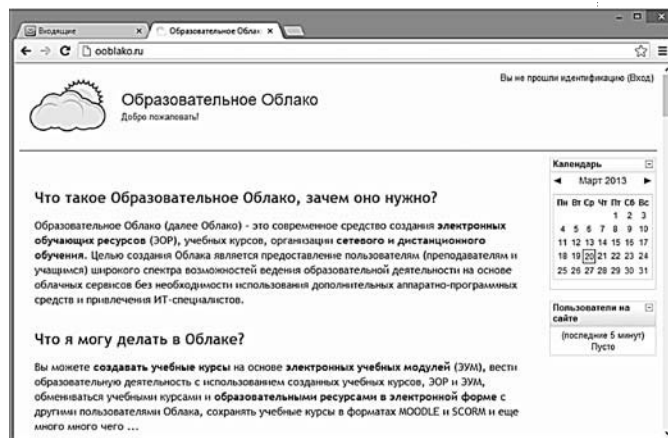 Входящие
Образовательное Облак
ooblako.ru
Вы не прошли идентификацию (Вход)
Образовательное Облако
Добро пожаловать!
Что такое Образовательное Облако, зачем оно нужно?
Образовательное Облако (далее Облако) - это современное средство создания электронных
обучающих ресурсов (ЭОР), учебных курсов, организации сетевого и дистанционного
обучения. Целью создания Облака является предоставление пользователям (преподавателям и
учащимся) широкого спектра возможностей ведения образовательной деятельности на основе
облачных сервисов без необходимости использования дополнительных аппаратно-программных
средств и привлечения ИТ-специалистов.
Что я могу делать в Облаке?
Вы можете создавать учебные курсы на основе электронных учебных модулей (ЭУМ), вести
образовательную деятельность с использованием созданных учебных курсов, ЭОР и ЭУМ,
обмениваться учебными курсами и образовательными ресурсами в электронной форме с
другими пользователями Облака, сохранять учебные курсы в форматах MOODLE и SCORM и еще
много много чего ...
Календарь
Март 2013
Пн Вт Ср Чт Пт Сб Вс
1 2 3
4 5 6 7 8 9 10
11 12 13 14 15 16 17
18 19 20 21 22 23 24
25 26 27 28 29 30 31
Пользователи на
сайте
(последние 5 минут)
Пусто